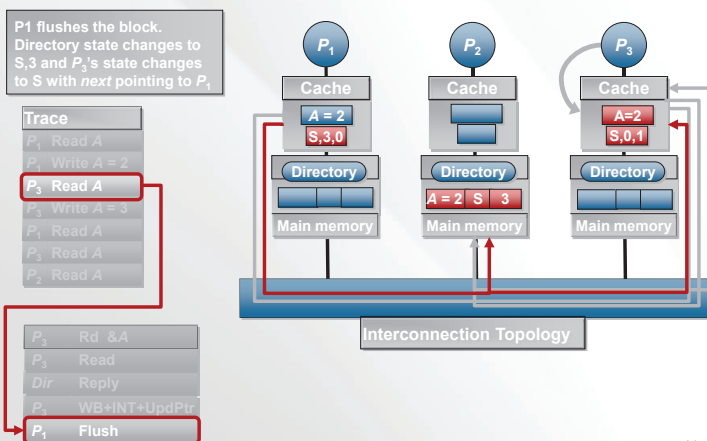 P1 flushes the block.
Directory state changes to
S,3 and P3's state changes
to S with next pointing to P1
Trace
P1 Read A
P1 Write A = 2
P3 Read A
P3 Write A = 3
P1 Read A
P3 Read A
P2 Read A
P3 Rd &A
P3 Read
Dir Reply
P3 WB+INT+UpdPtr
P1 Flush
P1
Cache
A = 2
S,3,0
Directory
Main memory
P2
Cache
Directory
A = 2 S 3
Main memory
P3
Cache
A=2
S,0,1
Directory
Main memory
Interconnection Topology